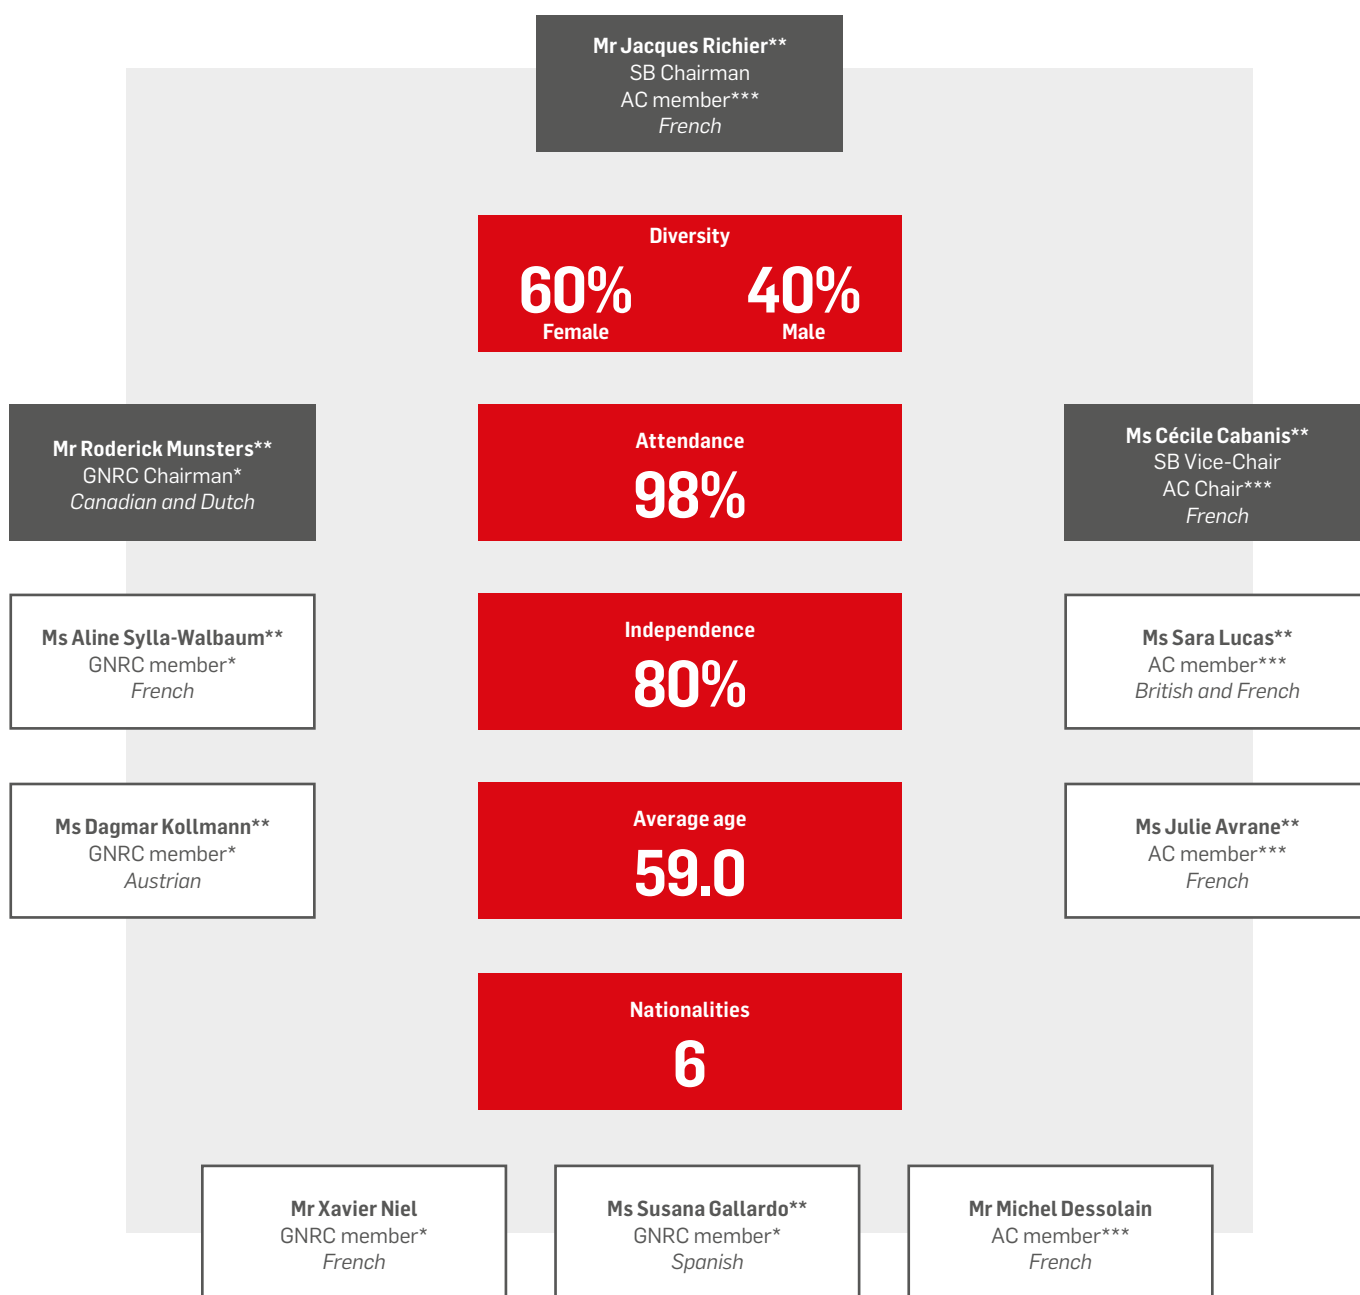 Mr Jacques Richier**
SB Chairman
AC member***
French
Diversity
60% 40%
Female Male
Mr Roderick Munsters**
GNRC Chairman*
Canadian and Dutch
Attendance
98%
Ms Cécile Cabanis**
SB Vice-Chair
AC Chair***
French
Ms Aline Sylla-Walbaum**
GNRC member*
French
Independence
80%
Ms Sara Lucas**
AC member***
British and French
Ms Dagmar Kollmann**
GNRC member*
Austrian
Average age
59.0
Ms Julie Avrane**
AC member***
French
Nationalities
6
Mr Xavier Niel
GNRC member*
French
Ms Susana Gallardo**
GNRC member*
Spanish
Mr Michel Dessolain
AC member***
French